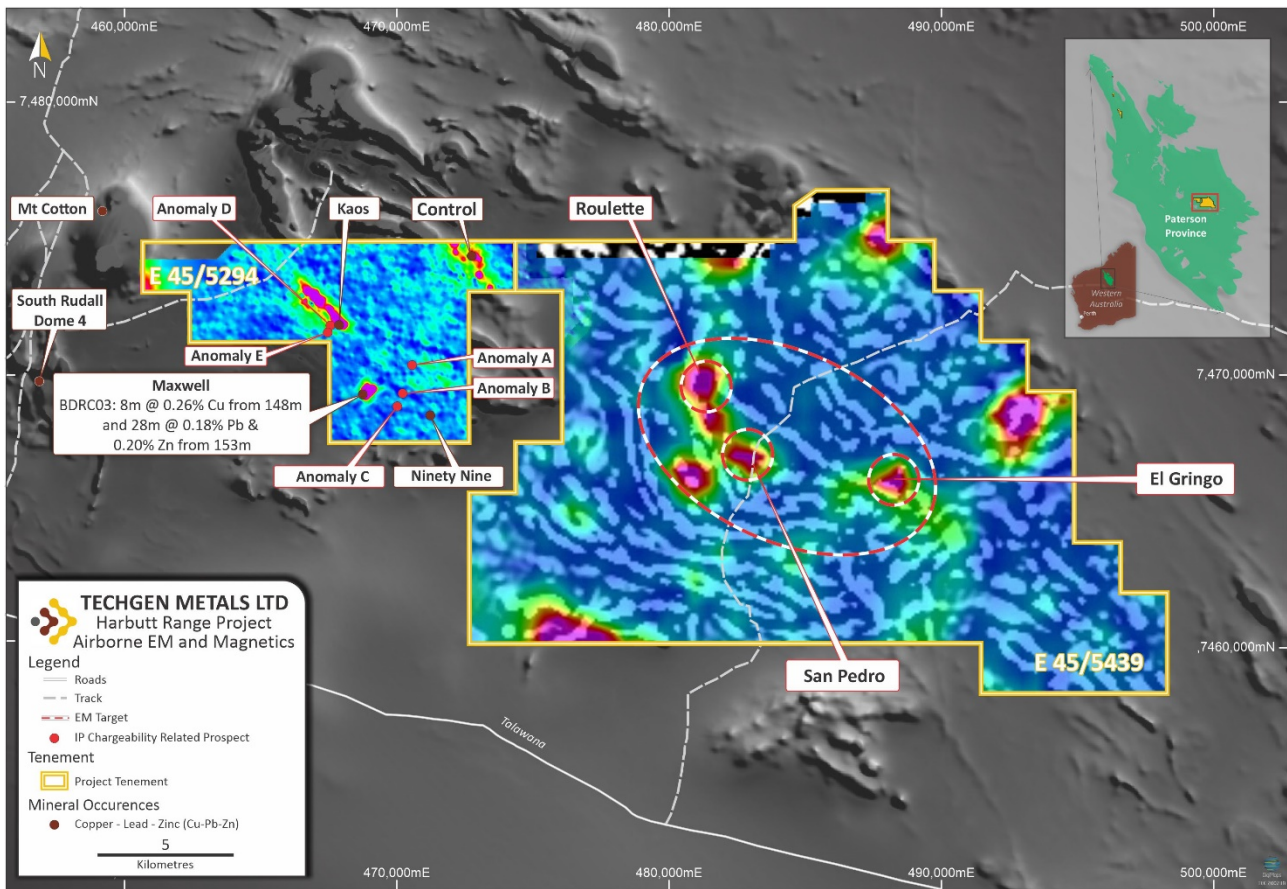 460,000mE
470,000mE
480,000mE
490,000mE
500,000mE
N
7,480,000mN
Mt Cotton
Anomaly D
Kaos
Control
Roulette
Paterson
Province
E 45/5294
South Rudall
Dome 4
Western
Australia
Perth
Anomaly E
Anomaly A
7,470,000mN
Maxwell
BDRC03: 8m @ 0.26% Cu from 148m
and 28m @ 0.18% Pb &
0.20% Zn from 153m
Anomaly B
Anomaly C
Ninety Nine
El Gringo
TECHGEN METALS LTD
Harbutt Range Project
Airborne EM and Magnetics
Legend
Roads
Track
EM Target
IP Chargeability Related Prospect
Tenement
Project Tenement
Mineral Occurences
Copper - Lead - Zinc (Cu-Pb-Zn)
5
Kilometres
,7460,000mN
E 45/5439
San Pedro
Talawana
470,000mE
480,000mE
490,000mE
500,000mE